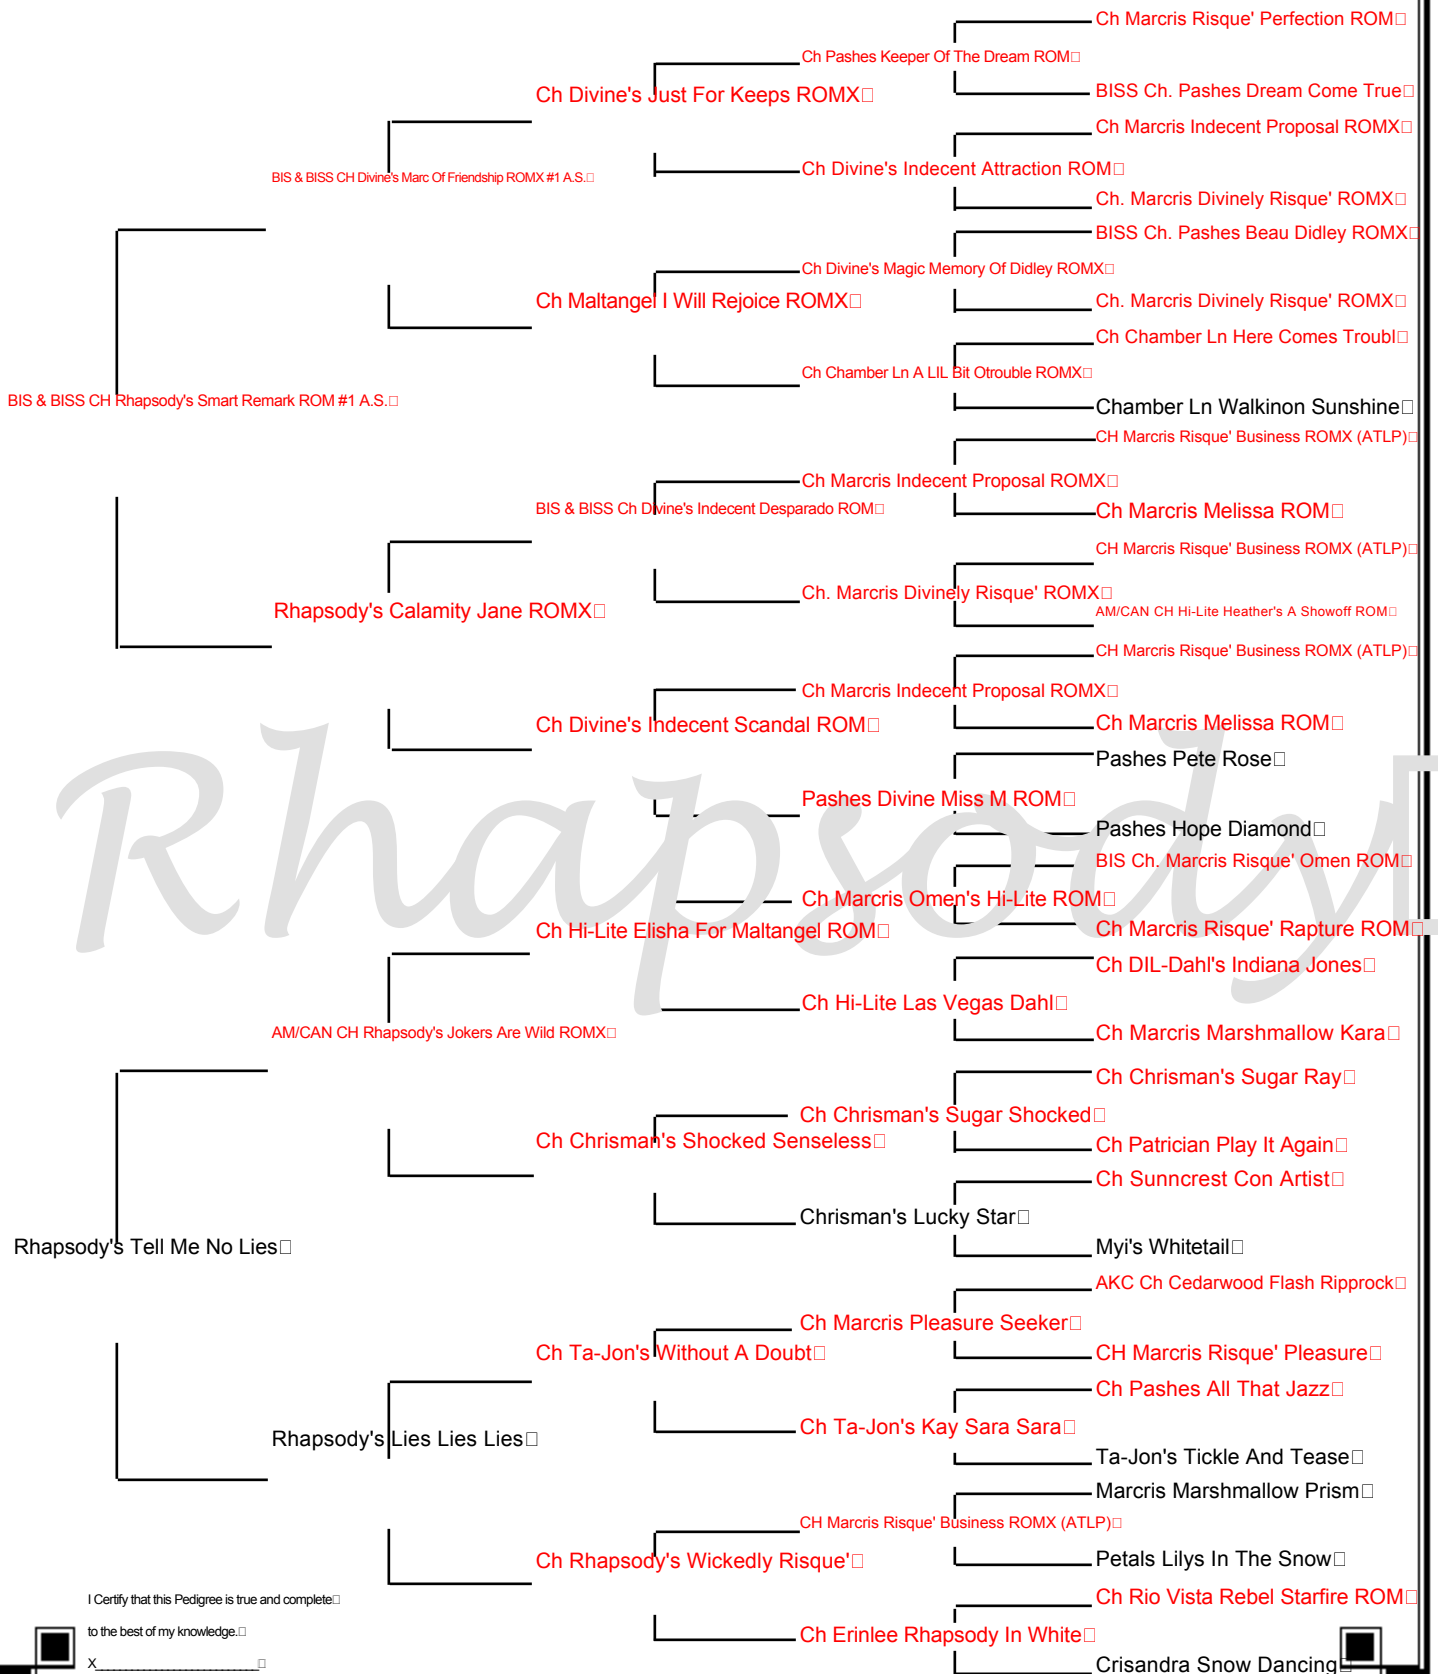 Ch Marcris Risque' Perfection ROM
Ch Pashes Keeper Of The Dream ROM
BISS Ch. Pashes Dream Come True
Ch Divine's Just For Keeps ROMX
Ch Marcris Indecent Proposal ROMX
Ch Divine's Indecent Attraction ROM
BIS & BISS CH Divine's Marc Of Friendship ROMX #1 A.S.
Ch. Marcris Divinely Risque' ROMX
BISS Ch. Pashes Beau Didley ROMX
Ch Divine's Magic Memory Of Didley ROMX
Ch Maltangel I Will Rejoice ROMX
Ch. Marcris Divinely Risque' ROMX
Ch Chamber Ln Here Comes Troubl
Ch Chamber Ln A LIL Bit Otrouble ROMX
BIS & BISS CH Rhapsody's Smart Remark ROM #1 A.S.
Chamber Ln Walkinon Sunshine
CH Marcris Risque' Business ROMX (ATLP)
Ch Marcris Indecent Proposal ROMX
BIS & BISS Ch Divine's Indecent Desparado ROM
Ch Marcris Melissa ROM
CH Marcris Risque' Business ROMX (ATLP)
Ch. Marcris Divinely Risque' ROMX
Rhapsody's Calamity Jane ROMX
AM/CAN CH Hi-Lite Heather's A Showoff ROM
CH Marcris Risque' Business ROMX (ATLP)
Ch Marcris Indecent Proposal ROMX
Ch Divine's Indecent Scandal ROM
Ch Marcris Melissa ROM
Pashes Pete Rose
Pashes Divine Miss M ROM
Pashes Hope Diamond
Rhapsody
BIS Ch. Marcris Risque' Omen ROM
Ch Marcris Omen's Hi-Lite ROM
Ch Hi-Lite Elisha For Maltangel ROM
Ch Marcris Risque' Rapture ROM
Ch DIL-Dahl's Indiana Jones
Ch Hi-Lite Las Vegas Dahl
AM/CAN CH Rhapsody's Jokers Are Wild ROMX
Ch Marcris Marshmallow Kara
Ch Chrisman's Sugar Ray
Ch Chrisman's Sugar Shocked
Ch Chrisman's Shocked Senseless
Ch Patrician Play It Again
Ch Sunncrest Con Artist
Chrisman's Lucky Star
Rhapsody's Tell Me No Lies
Myi's Whitetail
AKC Ch Cedarwood Flash Ripprock
Ch Marcris Pleasure Seeker
Ch Ta-Jon's Without A Doubt
CH Marcris Risque' Pleasure
Ch Pashes All That Jazz
Ch Ta-Jon's Kay Sara Sara
Rhapsody's Lies Lies Lies
Ta-Jon's Tickle And Tease
Marcris Marshmallow Prism
CH Marcris Risque' Business ROMX (ATLP)
Ch Rhapsody's Wickedly Risque'
Petals Lilys In The Snow
Ch Rio Vista Rebel Starfire ROM
Ch Erinlee Rhapsody In White
Crisandra Snow Dancing
I Certify that this Pedigree is true and complete
to the best of my knowledge.
X___________________________